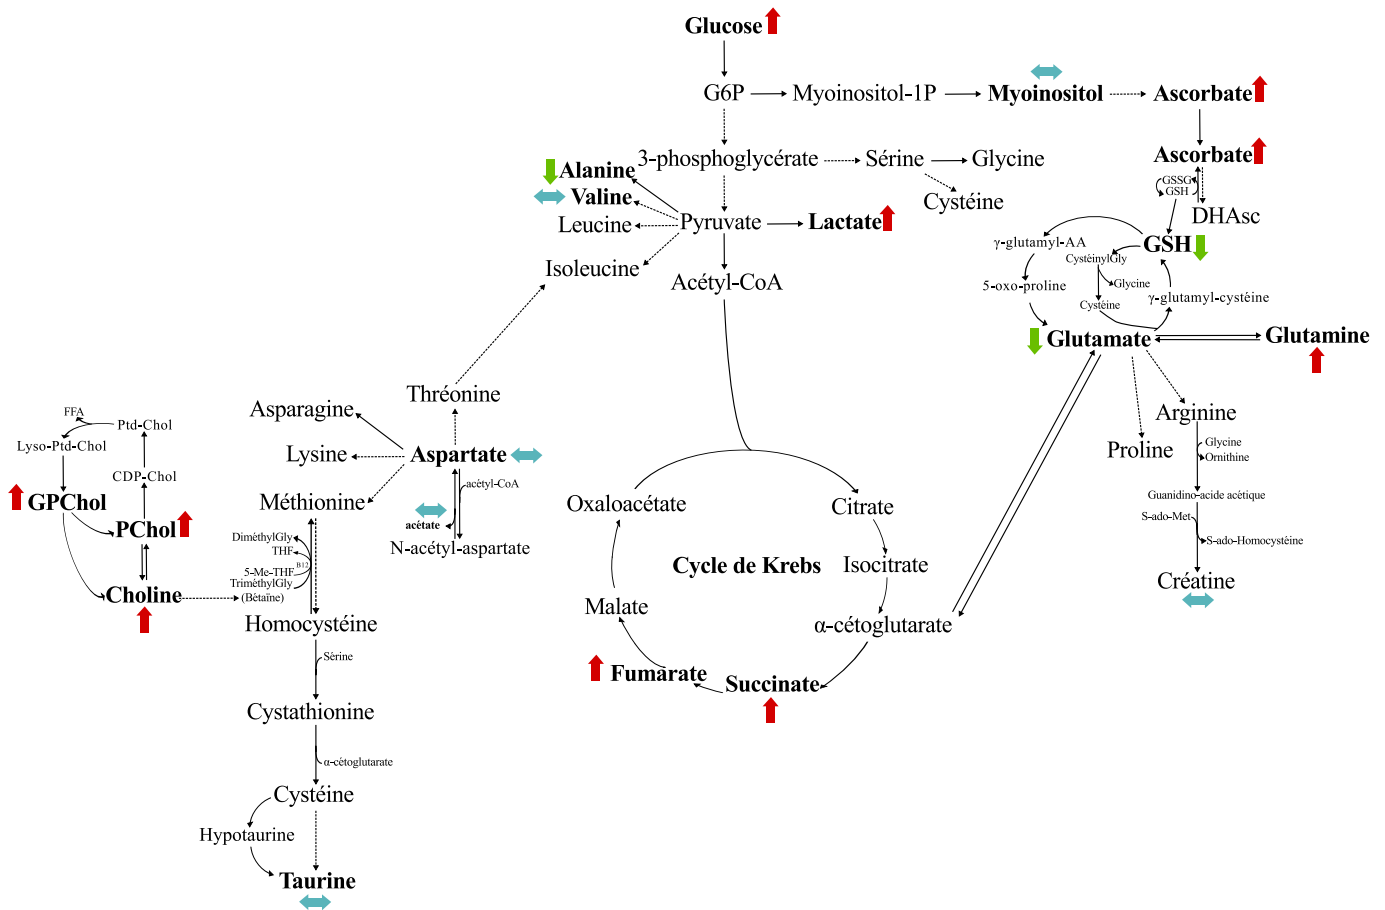 Glucose
G6P
Myoinositol-1P
Myoinositol
Ascorbate
3-phosphoglycérate
Sérine
Glycine
Cystéine
Ascorbate
GSSG
GSH
DHAsc
Alanine
Valine
Leucine
Isoleucine
Pyruvate
Lactate
Acétyl-CoA
γ-glutamyl-AA
GSH
CystéinylGly
Glycine
5-oxo-proline
Cystéine
γ-glutamyl-cystéine
Glutamate
Glutamine
Arginine
Proline
Glycine
Ornithine
Guanidino-acide acétique
S-ado-Met
S-ado-Homocystéine
Créatine
Thréonine
Asparagine
Lysine
Aspartate
Méthionine
acétyl-CoA
acétate
N-acétyl-aspartate
FFA
Ptd-Chol
Lyso-Ptd-Chol
CDP-Chol
GPChol
PChol
Choline
DiméthylGly
THF
B12
5-Me-THF
TriméthylGly
(Bétaïne)
Homocystéine
Sérine
Cystathionine
α-cétoglutarate
Cystéine
Hypotaurine
Taurine
Oxaloacétate
Citrate
Cycle de Krebs
Isocitrate
Malate
α-cétoglutarate
Fumarate
Succinate